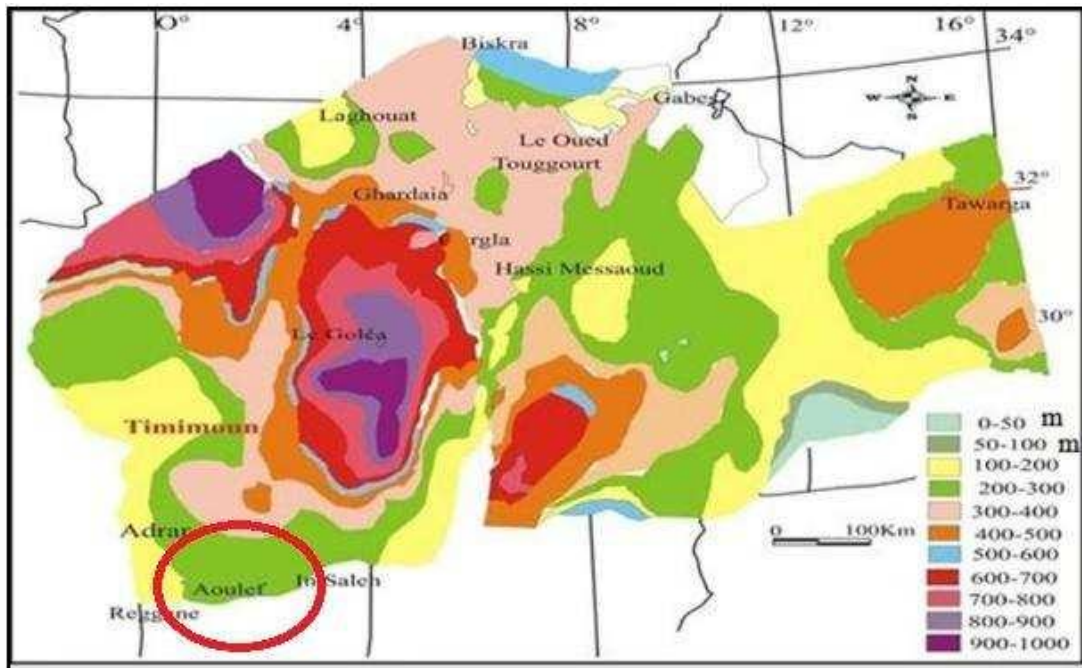 O° 4° 8° 12° 16°
34°
Biskra
Gabes
N
W E
S
Laghouat
Le Oued
Touggourt
Ghardaia
32°
Tawarga
Hassi Messaoud
30°
Le Goléa
Timimoun
0-50 m
50-100 m
100-200
200-300
300-400
400-500
500-600
600-700
700-800
800-900
900-1000
Adrar
0 100Km
In Saleh
Aoulef
Reggane